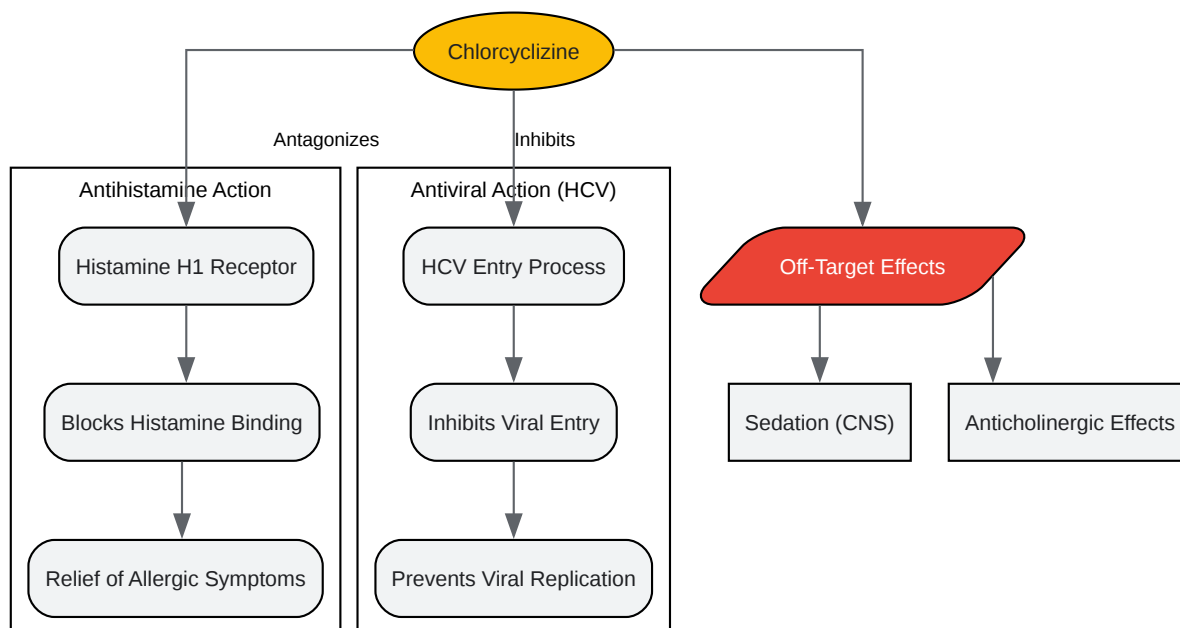 Chlorcyclizine
Antagonizes
Inhibits
Antihistamine Action
Antiviral Action (HCV)
Histamine H1 Receptor
HCV Entry Process
Off-Target Effects
Blocks Histamine Binding
Inhibits Viral Entry
Sedation (CNS)
Anticholinergic Effects
Relief of Allergic Symptoms
Prevents Viral Replication